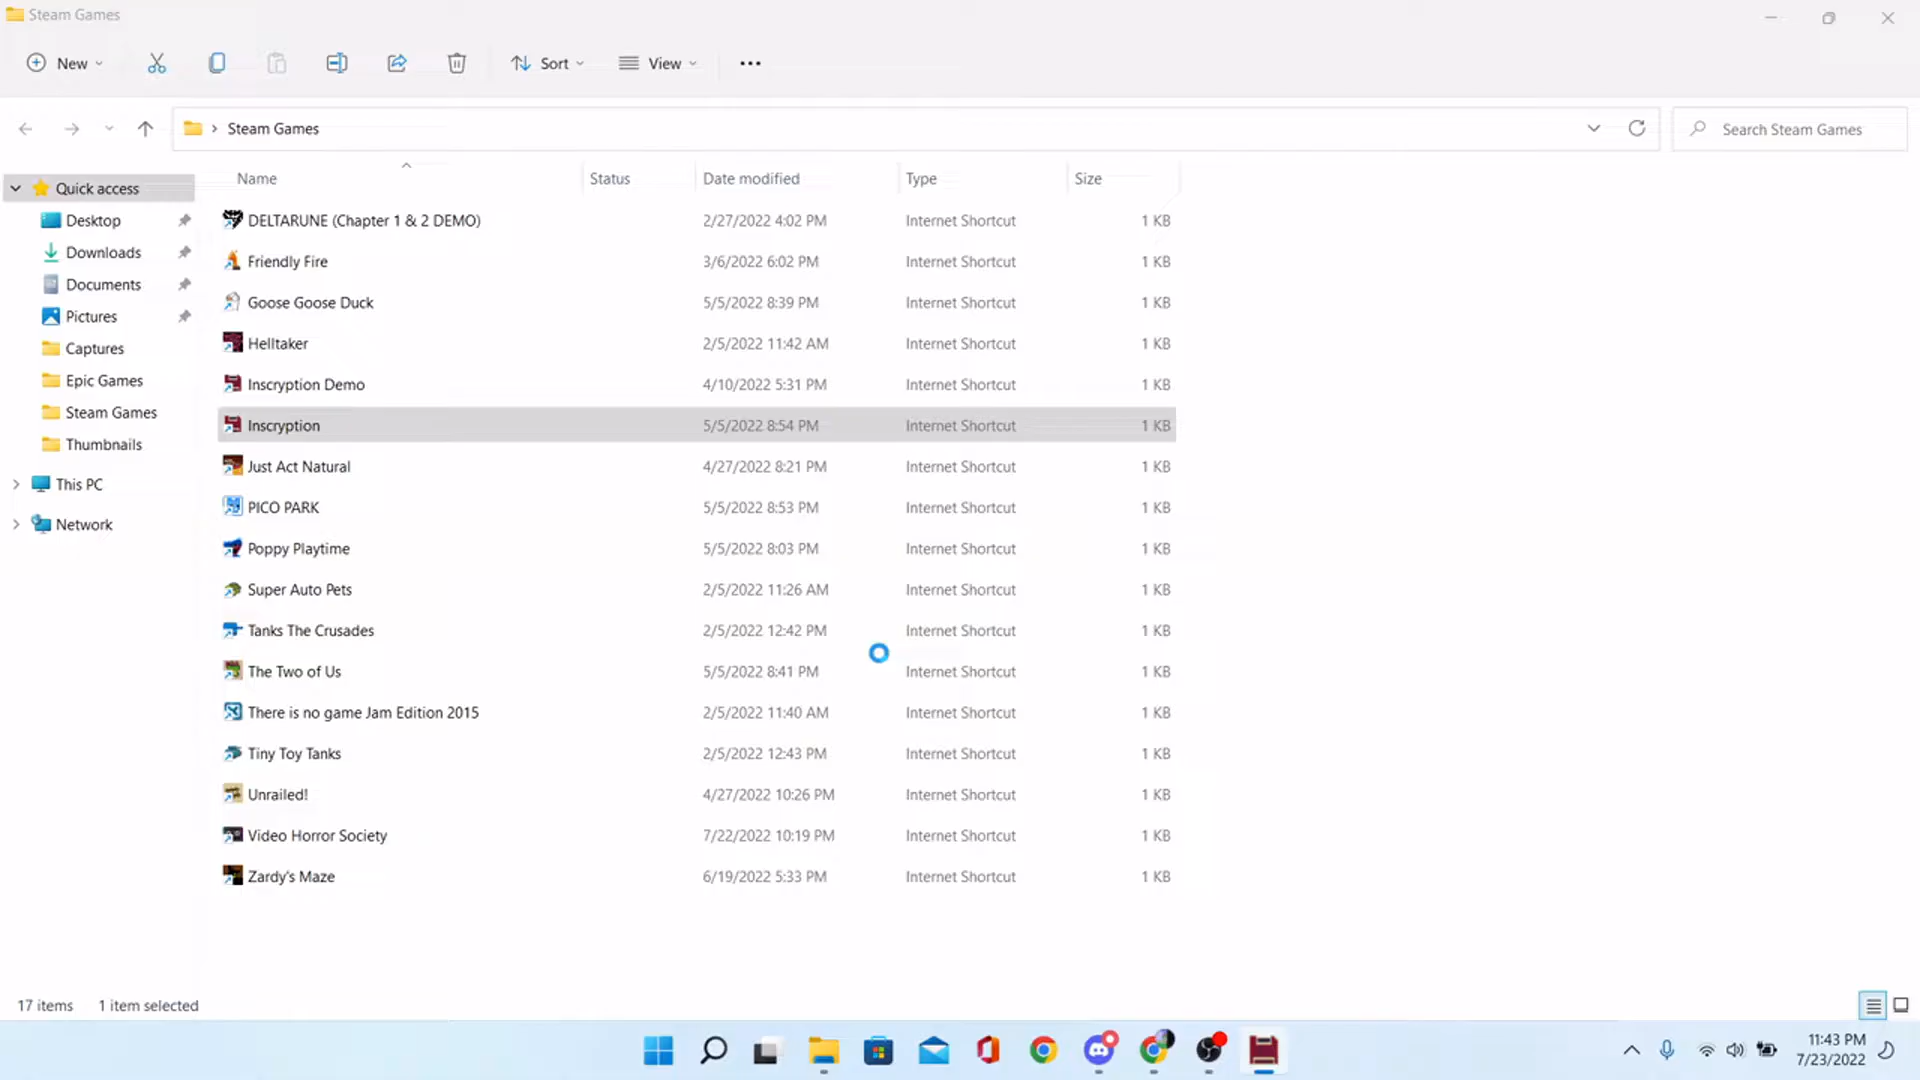 Steam Games
New
Sort
View
Steam Games
Search Steam Games
Name Status Date modified Type Size
Quick access
Desktop
Downloads
Documents
Pictures
Captures
Epic Games
Steam Games
Thumbnails
This PC
Network
DELTARUNE (Chapter 1 & 2 DEMO) 2/27/2022 4:02 PM Internet Shortcut 1 KB
Friendly Fire 3/6/2022 6:02 PM Internet Shortcut 1 KB
Goose Goose Duck 5/5/2022 8:39 PM Internet Shortcut 1 KB
Helltaker 2/5/2022 11:42 AM Internet Shortcut 1 KB
Inscryption Demo 4/10/2022 5:31 PM Internet Shortcut 1 KB
Inscryption 5/5/2022 8:54 PM Internet Shortcut 1 KB
Just Act Natural 4/27/2022 8:21 PM Internet Shortcut 1 KB
PICO PARK 5/5/2022 8:53 PM Internet Shortcut 1 KB
Poppy Playtime 5/5/2022 8:03 PM Internet Shortcut 1 KB
Super Auto Pets 2/5/2022 11:26 AM Internet Shortcut 1 KB
Tanks The Crusades 2/5/2022 12:42 PM Internet Shortcut 1 KB
The Two of Us 5/5/2022 8:41 PM Internet Shortcut 1 KB
There is no game Jam Edition 2015 2/5/2022 11:40 AM Internet Shortcut 1 KB
Tiny Toy Tanks 2/5/2022 12:43 PM Internet Shortcut 1 KB
Unrailed! 4/27/2022 10:26 PM Internet Shortcut 1 KB
Video Horror Society 7/22/2022 10:19 PM Internet Shortcut 1 KB
Zardy's Maze 6/19/2022 5:33 PM Internet Shortcut 1 KB
17 items 1 item selected
11:43 PM
7/23/2022